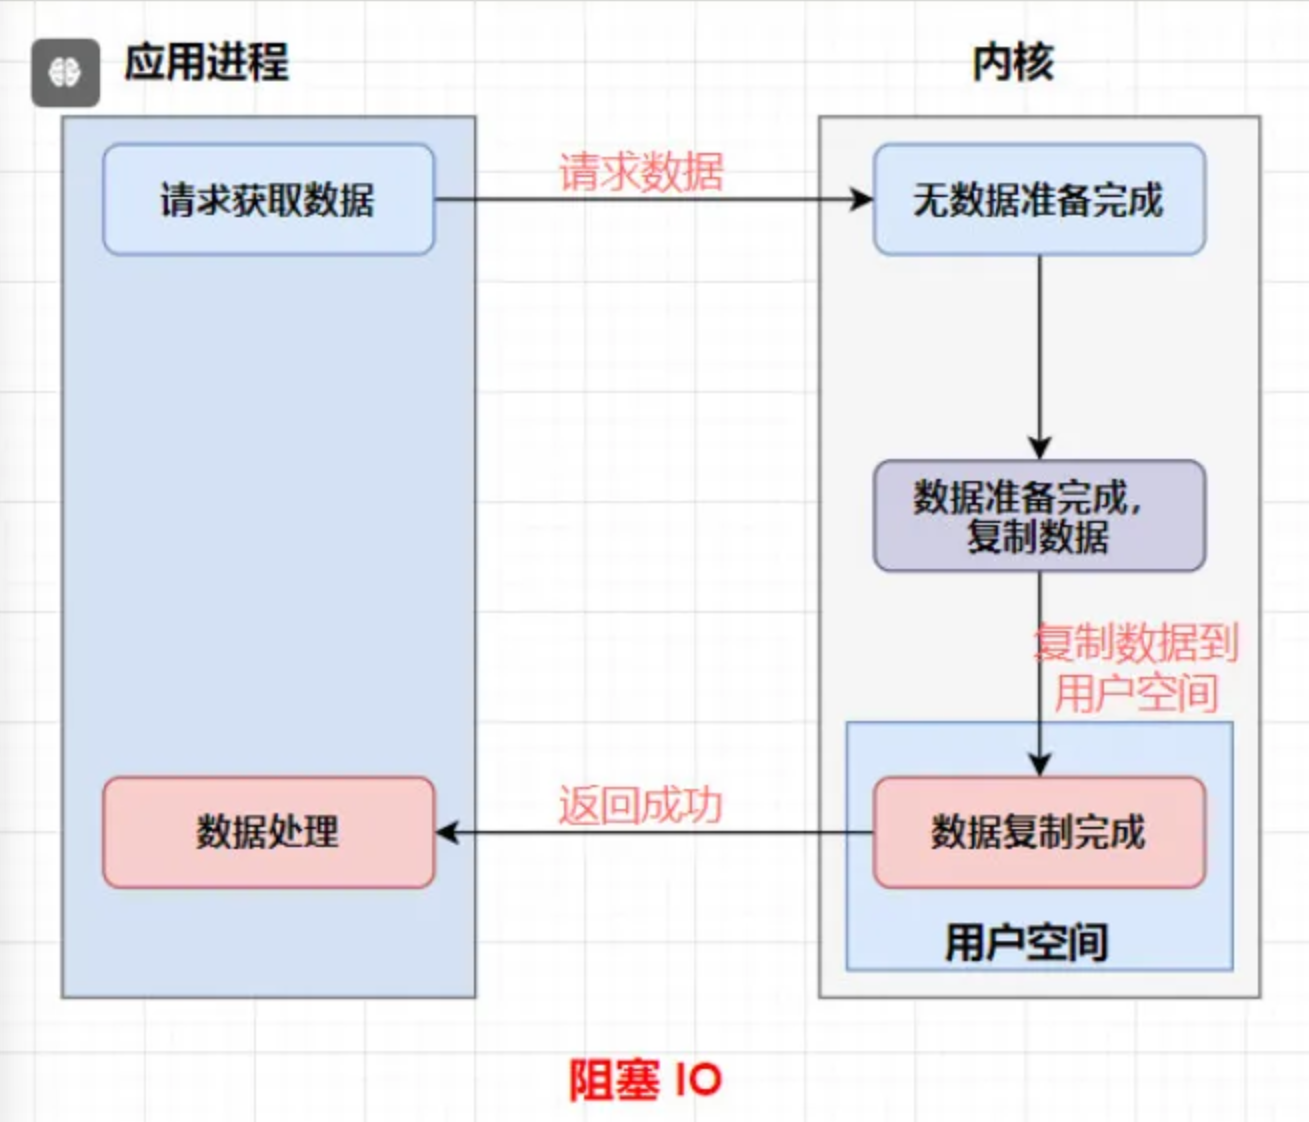 应用进程
内核
请求获取数据
请求数据
无数据准备完成
数据准备完成，
复制数据
复制数据到
用户空间
数据处理
返回成功
数据复制完成
用户空间
阻塞 IO